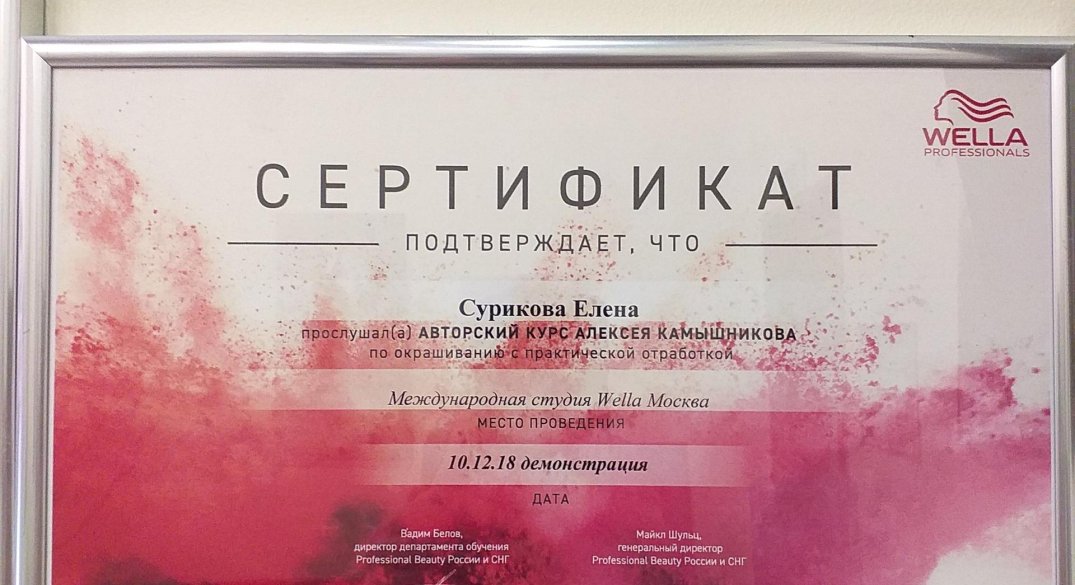 WELLA
PROFESSIONALS
СЕРТИФИКАТ
ПОДТВЕРЖДАЕТ, ЧТО
Сурикова Елена
прослушал(а) АВТОРСКИЙ КУРС АЛЕКСЕЯ КАМЫШНИКОВА
по окрашиванию с практической отработкой
Международная студия Wella Москва
МЕСТО ПРОВЕДЕНИЯ
10.12.18 демонстрация
ДАТА
Вадим Белов,
директор департамента обучения
Professional Beauty России и СНГ
Майкл Шульц,
генеральный директор
Professional Beauty России и СНГ